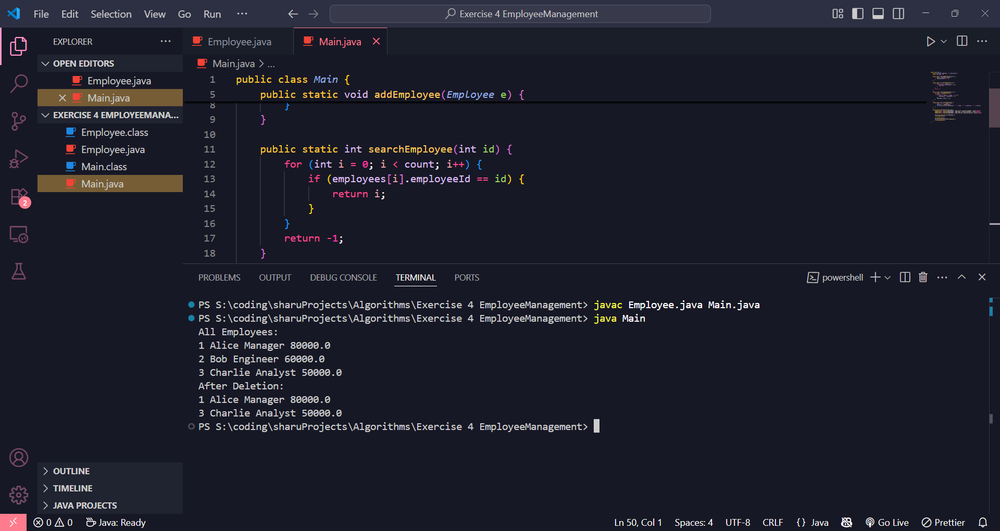 File Edit Selection View Go Run ...
Exercise 4 EmployeeManagement
EXPLORER
OPEN EDITORS
Employee.java
Main.java
EXERCISE 4 EMPLOYEEMANA...
Employee.class
Employee.java
Main.class
Main.java
2
OUTLINE
TIMELINE
JAVA PROJECTS
Employee.java
Main.java
Main.java > ...
1 public class Main {
5 public static void addEmployee(Employee e) {
8 }
9 }
10
11 public static int searchEmployee(int id) {
12 for (int i = 0; i < count; i++) {
13 if (employees[i].employeeId == id) {
14 return i;
15 }
16 }
17 return -1;
18 }
PROBLEMS OUTPUT DEBUG CONSOLE TERMINAL PORTS
powershell
PS S:\coding\sharuProjects\Algorithms\Exercise 4 EmployeeManagement> javac Employee.java Main.java
PS S:\coding\sharuProjects\Algorithms\Exercise 4 EmployeeManagement> java Main
All Employees:
1 Alice Manager 80000.0
2 Bob Engineer 60000.0
3 Charlie Analyst 50000.0
After Deletion:
1 Alice Manager 80000.0
3 Charlie Analyst 50000.0
PS S:\coding\sharuProjects\Algorithms\Exercise 4 EmployeeManagement>
0 0 Java: Ready
Ln 50, Col 1 Spaces: 4 UTF-8 CRLF {} Java Go Live Prettier